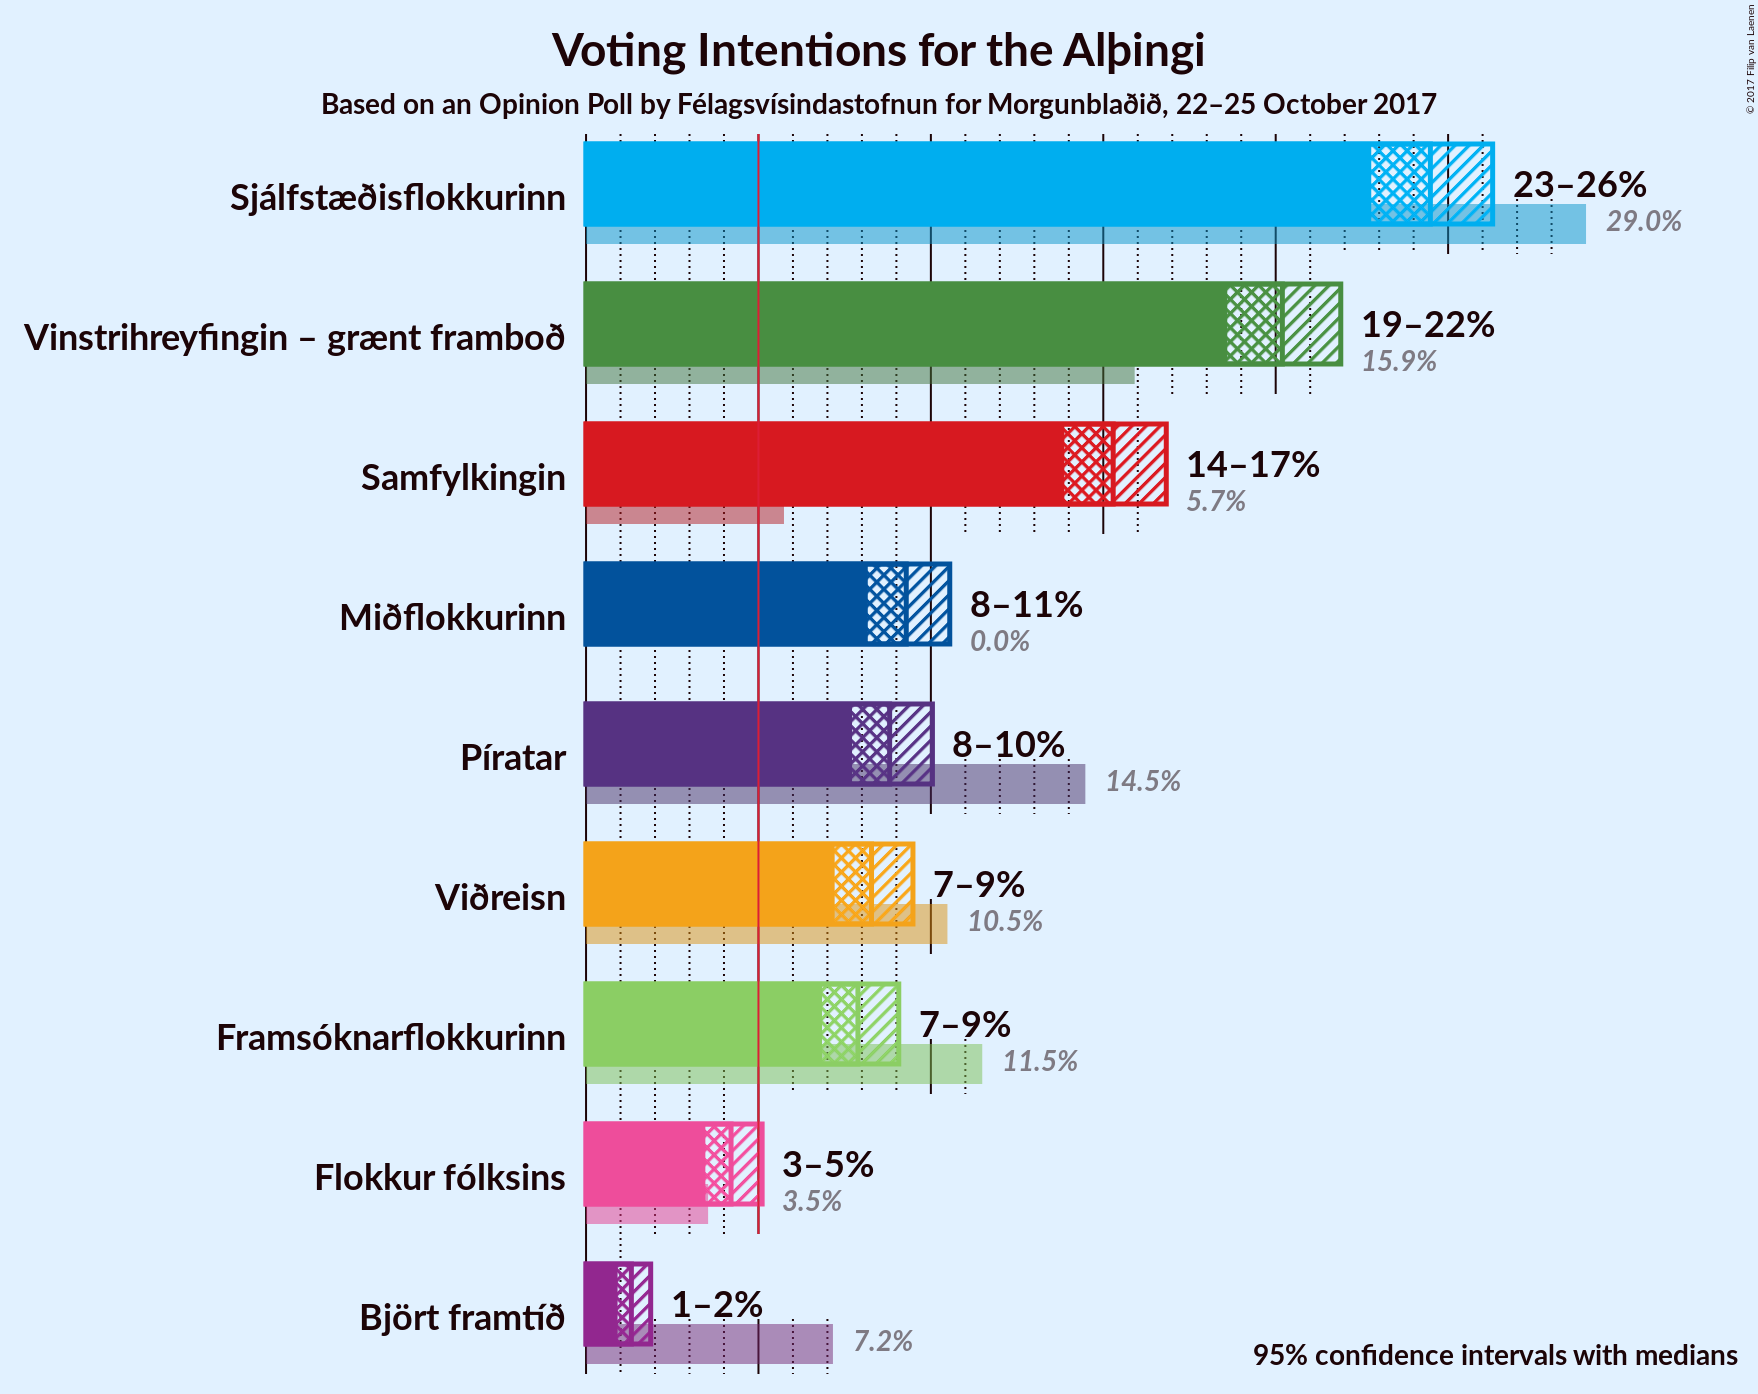 Voting Intentions for the Alþingi
Based on an Opinion Poll by Félagsvísindastofnun for Morgunblaðið, 22–25 October 2017
© 2017 Filip van Laenen
Sjálfstæðisflokkurinn
23–26%
29.0%
Vinstrihreyfingin – grænt framboð
19–22%
15.9%
Samfylkingin
14–17%
5.7%
Miðflokkurinn
8–11%
0.0%
Píratar
8–10%
14.5%
Viðreisn
7–9%
10.5%
Framsóknarflokkurinn
7–9%
11.5%
Flokkur fólksins
3–5%
3.5%
Björt framtíð
1–2%
7.2%
95% confidence intervals with medians